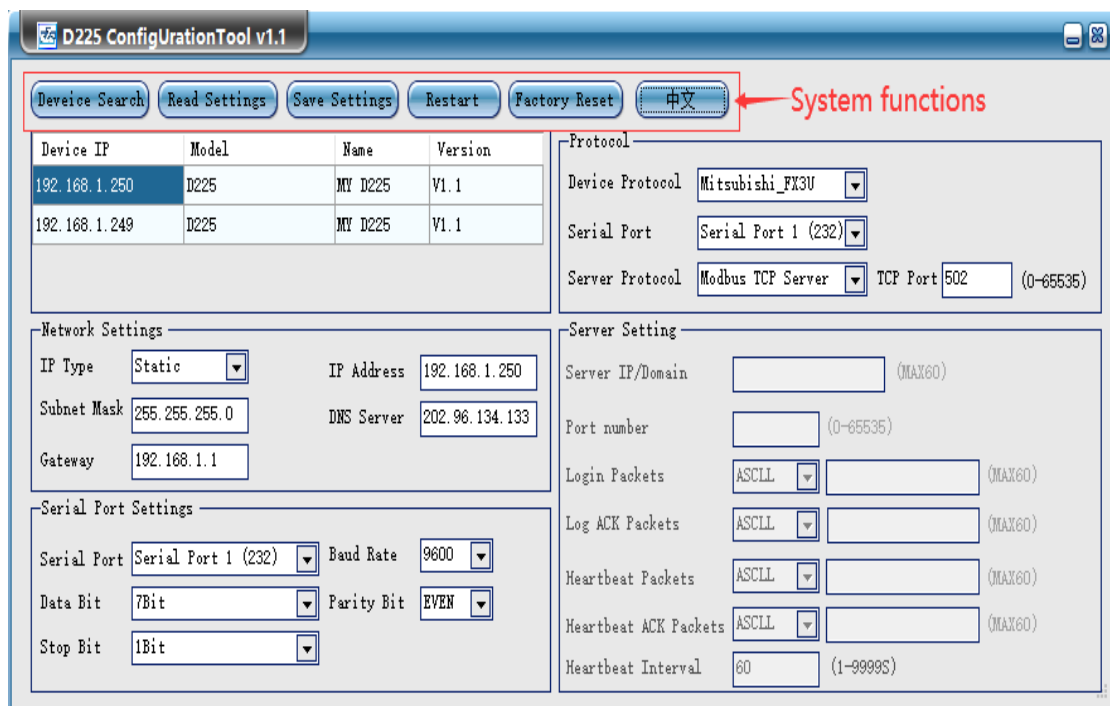 D225 ConfigUrationTool v1.1
Deveice Search Read Settings Save Settings Restart Factory Reset 中文 System functions
Device IP Model Name Version
192.168.1.250 D225 MY D225 V1.1
192.168.1.249 D225 MY D225 V1.1
Protocol
Device Protocol Mitsubishi_FX3U
Serial Port Serial Port 1 (232)
Server Protocol Modbus TCP Server TCP Port 502 (0-65535)
Network Settings
IP Type Static IP Address 192.168.1.250
Subnet Mask 255.255.255.0 DNS Server 202.96.134.133
Gateway 192.168.1.1
Serial Port Settings
Serial Port Serial Port 1 (232) Baud Rate 9600
Data Bit 7Bit Parity Bit EVEN
Stop Bit 1Bit
Server Setting
Server IP/Domain (MAX60)
Port number (0-65535)
Login Packets ASCLL (MAX60)
Log ACK Packets ASCLL (MAX60)
Heartbeat Packets ASCLL (MAX60)
Heartbeat ACK Packets ASCLL (MAX60)
Heartbeat Interval 60 (1-9999S)